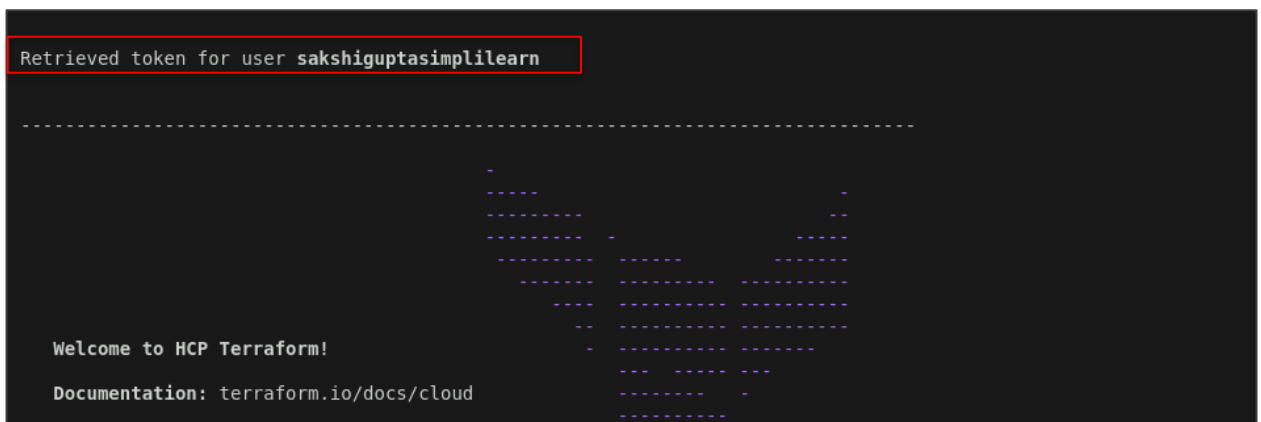 Retrieved token for user sakshiguptasimplilearn
Welcome to HCP Terraform!
Documentation: terraform.io/docs/cloud